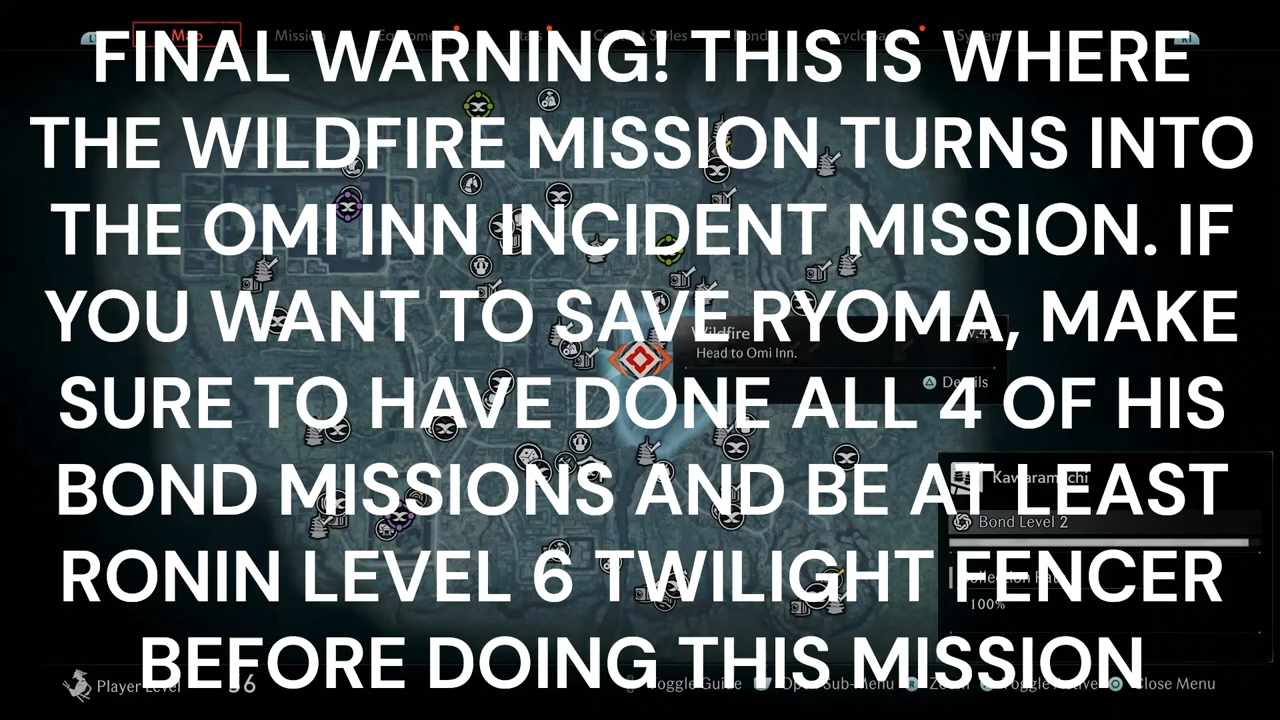 FINAL WARNING! THIS IS WHERE
THE WILDFIRE MISSION TURNS INTO
THE OMI INN INCIDENT MISSION. IF
YOU WANT TO SAVE RYOMA, MAKE
SURE TO HAVE DONE ALL 4 OF HIS
BOND MISSIONS AND BE AT LEAST
RONIN LEVEL 6 TWILIGHT FENCER
BEFORE DOING THIS MISSION
Map
Mission
Wildfire
Head to Omi Inn.
Details
Kawaramachi
Bond Level 2
100%
Player Level
Toggle Guide
Open Sub-Menu
Close Menu